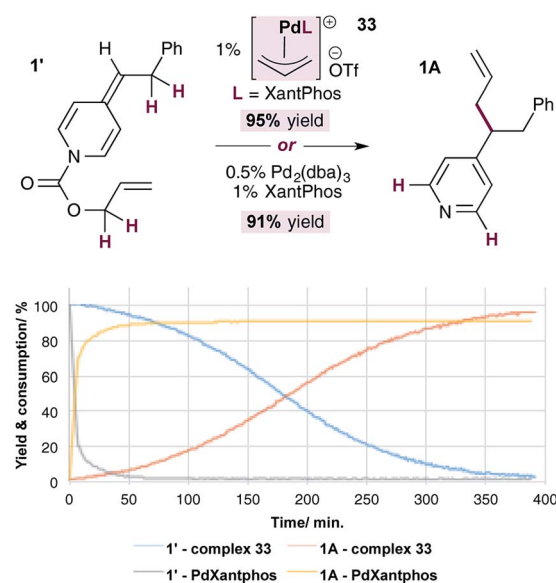 1'
H
Ph
H
H
N
O
O
H
H
1%
PdL
⊕
33
⊖
OTf
L = XantPhos
95% yield
or
0.5% Pd2(dba)3
1% XantPhos
91% yield
1A
Ph
H
N
H
Yield & consumption/ %
100
80
60
40
20
0
0 50 100 150 200 250 300 350 400
Time/ min.
1' - complex 33
1A - complex 33
1' - PdXantphos
1A - PdXantphos